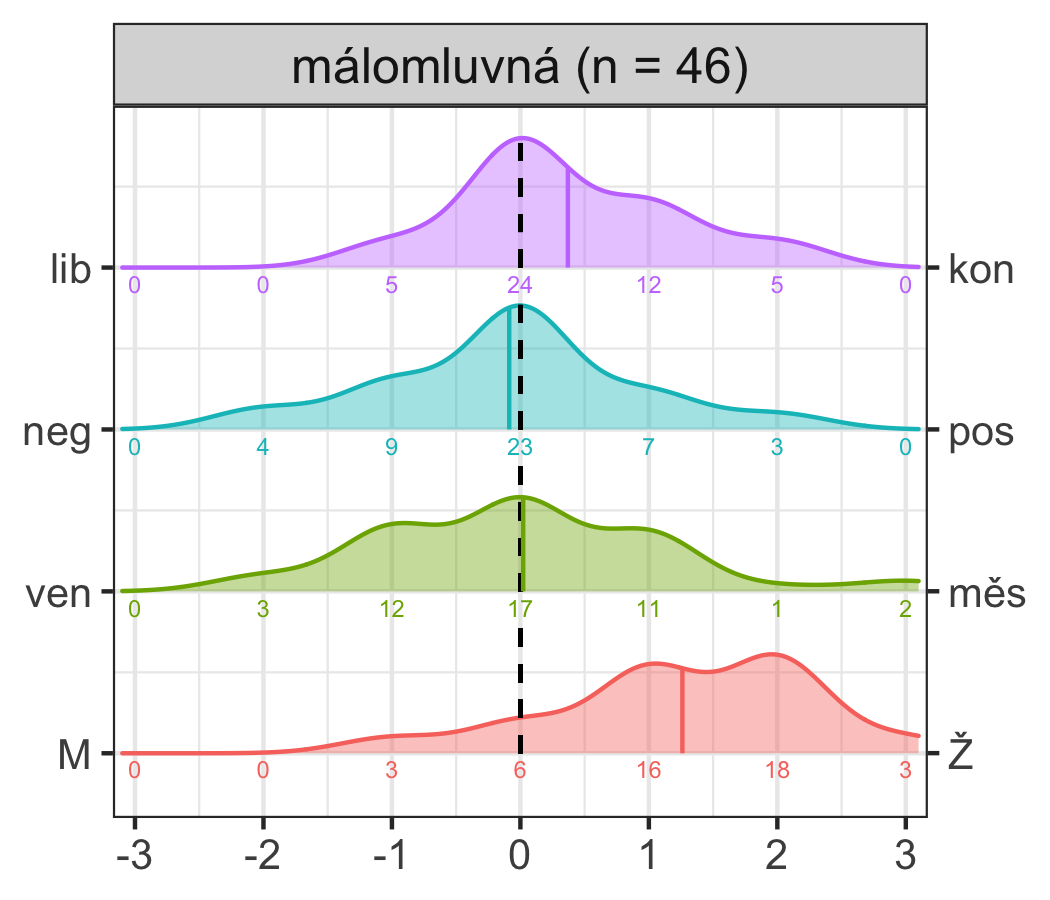 málomluvná (n = 46)
lib kon
0 0 5 24 12 5 0
neg pos
0 4 9 23 7 3 0
ven měs
0 3 12 17 11 1 2
M Ž
0 0 3 6 16 18 3
-3 -2 -1 0 1 2 3